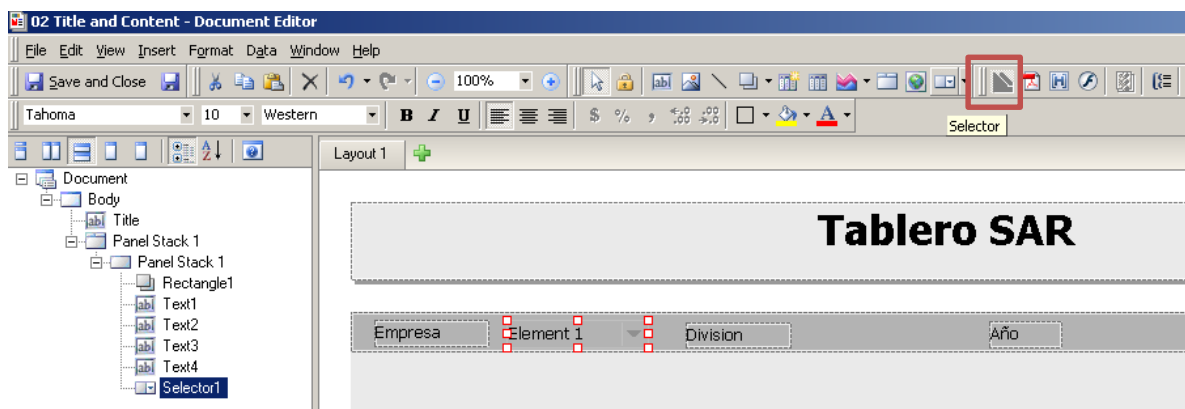 02 Title and Content - Document Editor
File Edit View Insert Format Data Window Help
Save and Close 100%
Tahoma 10 Western B I U $ % , A
Selector
Layout 1
Document
Body
Title
Panel Stack 1
Panel Stack 1
Rectangle1
Text1
Text2
Text3
Text4
Selector1
Tablero SAR
Empresa Element 1 Division Año